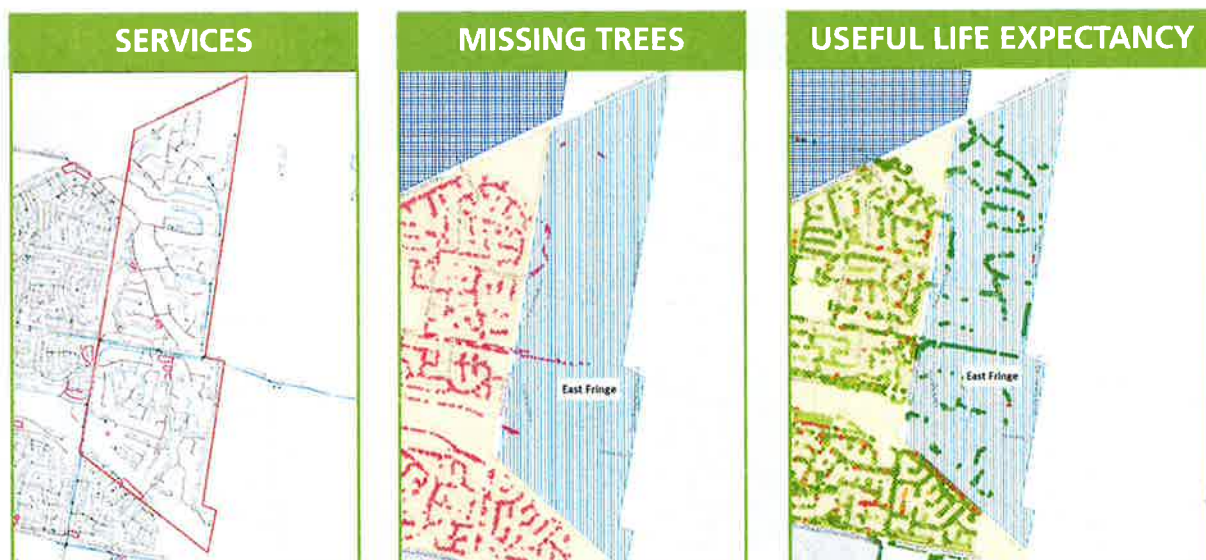 SERVICES
MISSING TREES
USEFUL LIFE EXPECTANCY
East Fringe
East Fringe